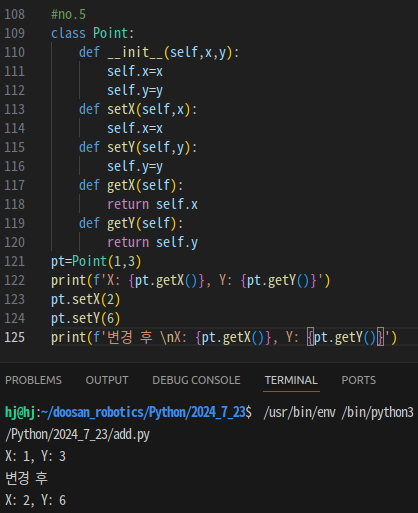 108 #no.5
109 class Point:
110     def __init__(self,x,y):
111         self.x=x
112         self.y=y
113     def setX(self,x):
114         self.x=x
115     def setY(self,y):
116         self.y=y
117     def getX(self):
118         return self.x
119     def getY(self):
120         return self.y
121 pt=Point(1,3)
122 print(f'X: {pt.getX()}, Y: {pt.getY()}')
123 pt.setX(2)
124 pt.setY(6)
125 print(f'변경 후 \nX: {pt.getX()}, Y: {pt.getY()}')
PROBLEMS OUTPUT DEBUG CONSOLE TERMINAL PORTS
hj@hj:~/doosan_robotics/Python/2024_7_23$ /usr/bin/env /bin/python3
/Python/2024_7_23/add.py
X: 1, Y: 3
변경 후
X: 2, Y: 6